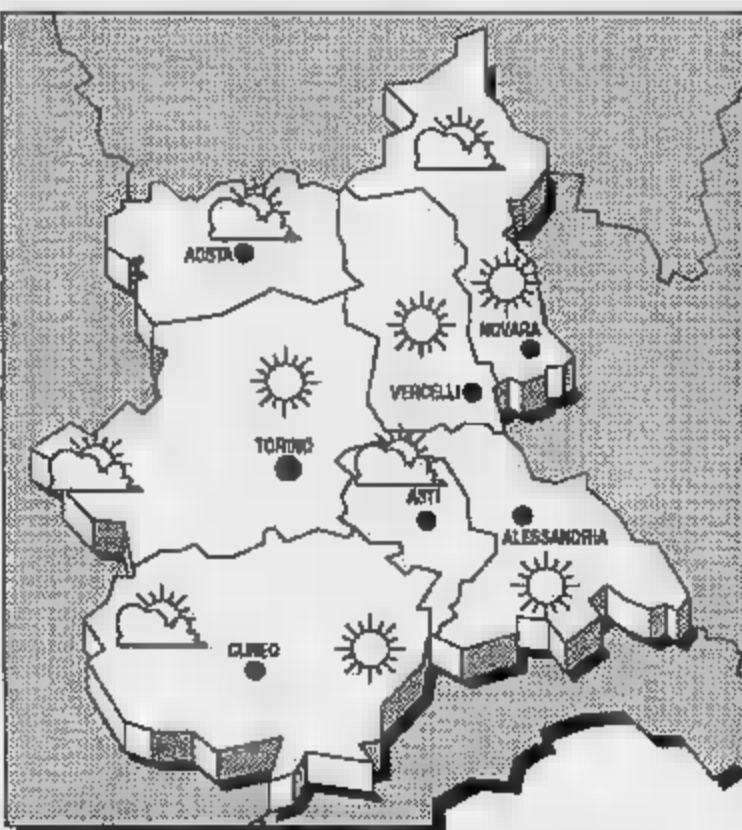 AOSTA
NOVARA
VERCELLI
TORINO
ASTI
ALESSANDRIA
CUNEO